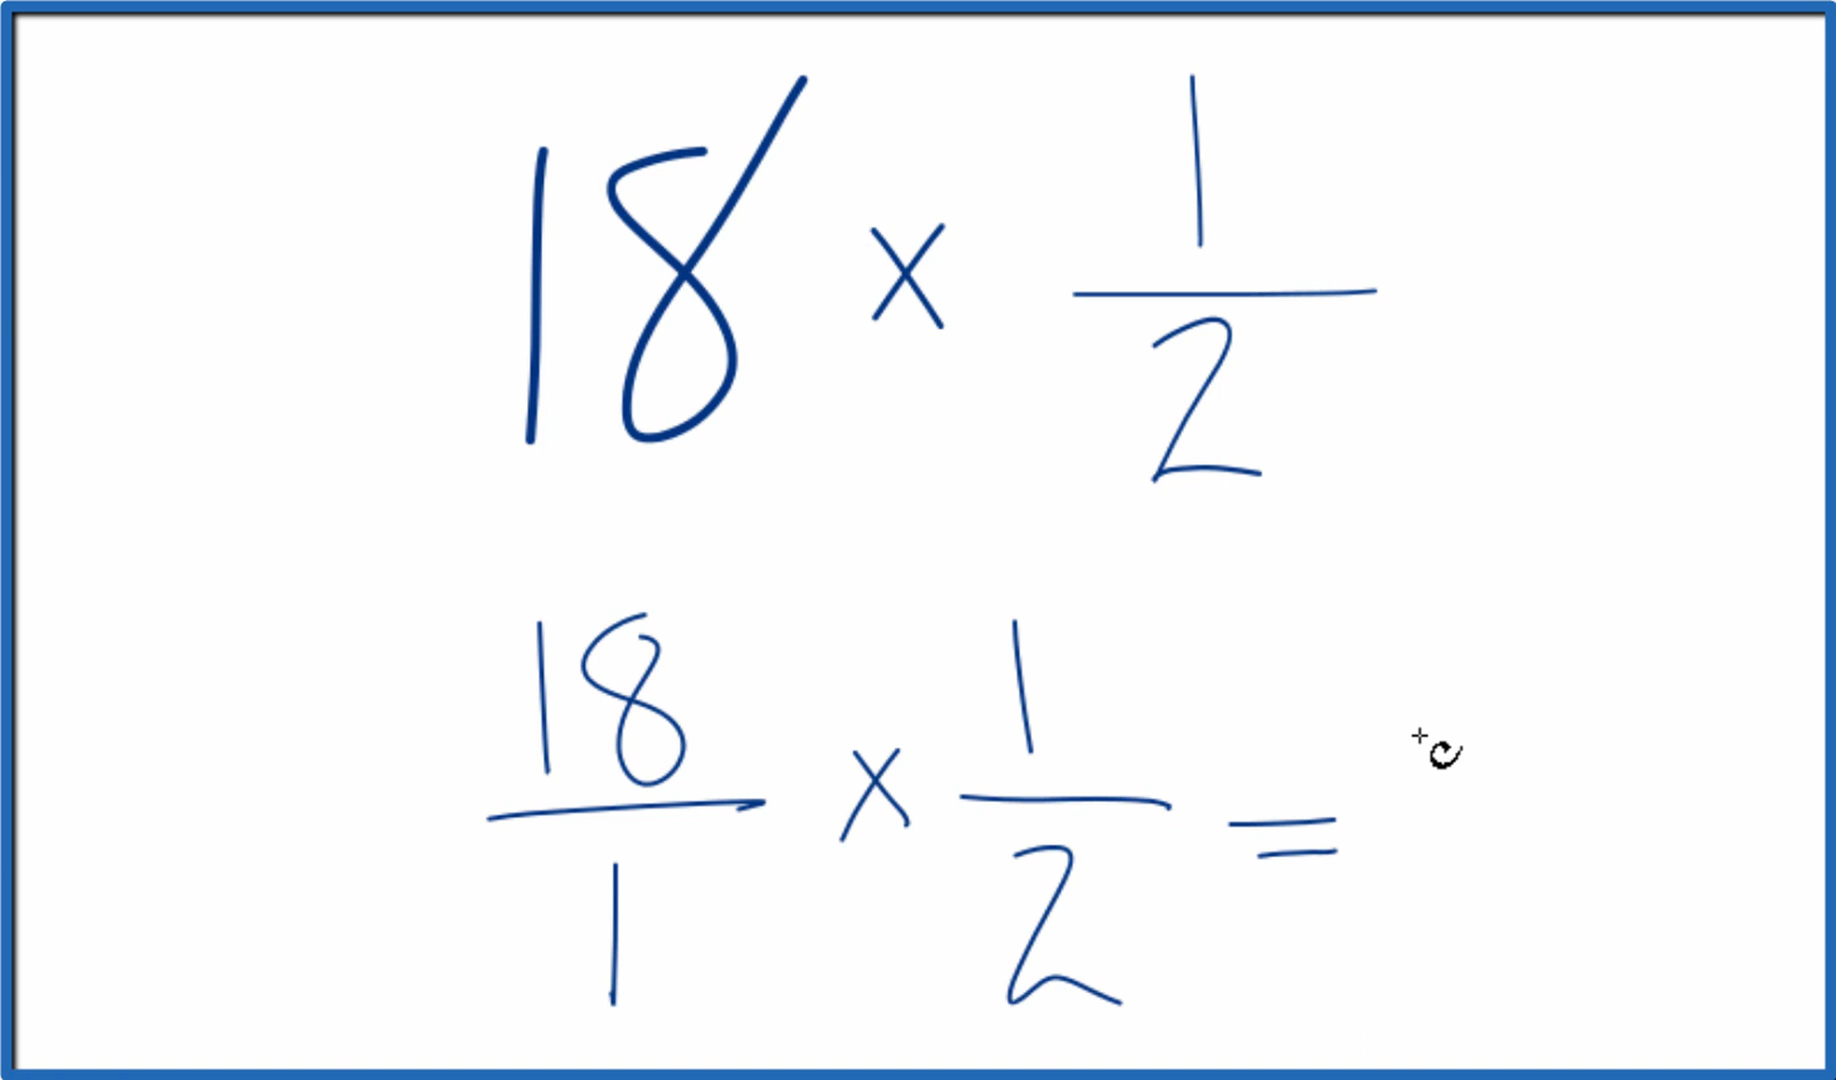 18 × 1/2
18/1 × 1/2 =